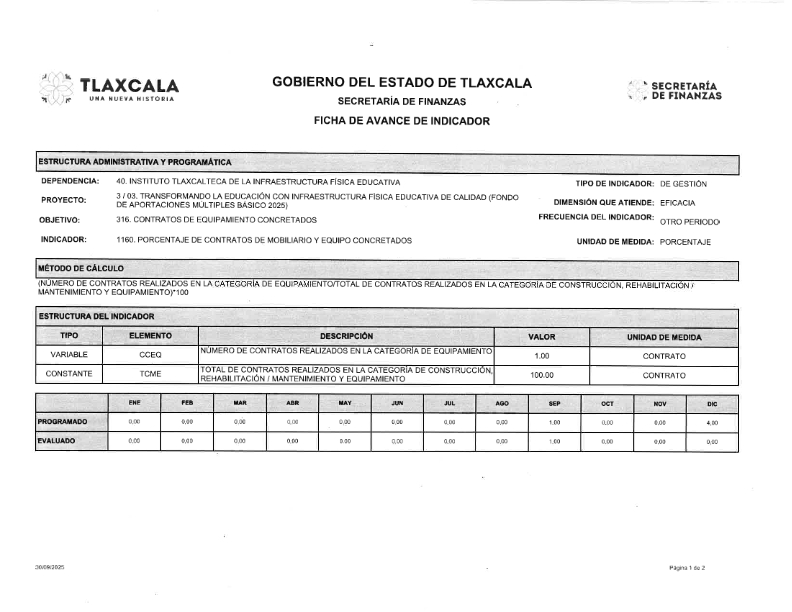 TLAXCALA
UNA NUEVA HISTORIA
GOBIERNO DEL ESTADO DE TLAXCALA
SECRETARÍA DE FINANZAS
FICHA DE AVANCE DE INDICADOR
SECRETARÍA
DE FINANZAS
ESTRUCTURA ADMINISTRATIVA Y PROGRAMÁTICA
DEPENDENCIA: 40. INSTITUTO TLAXCALTECA DE LA INFRAESTRUCTURA FÍSICA EDUCATIVA
TIPO DE INDICADOR: DE GESTIÓN
PROYECTO: 3 / 03. TRANSFORMANDO LA EDUCACIÓN CON INFRAESTRUCTURA FÍSICA EDUCATIVA DE CALIDAD (FONDO
DE APORTACIONES MÚLTIPLES BÁSICO 2025)
DIMENSIÓN QUE ATIENDE: EFICACIA
OBJETIVO: 316. CONTRATOS DE EQUIPAMIENTO CONCRETADOS
FRECUENCIA DEL INDICADOR: OTRO PERIODO
INDICADOR: 1160. PORCENTAJE DE CONTRATOS DE MOBILIARIO Y EQUIPO CONCRETADOS
UNIDAD DE MEDIDA: PORCENTAJE
MÉTODO DE CÁLCULO
(NÚMERO DE CONTRATOS REALIZADOS EN LA CATEGORÍA DE EQUIPAMIENTO/TOTAL DE CONTRATOS REALIZADOS EN LA CATEGORÍA DE CONSTRUCCIÓN, REHABILITACIÓN /
MANTENIMIENTO Y EQUIPAMIENTO)*100
ESTRUCTURA DEL INDICADOR
TIPO ELEMENTO DESCRIPCIÓN VALOR UNIDAD DE MEDIDA
VARIABLE CCEQ NÚMERO DE CONTRATOS REALIZADOS EN LA CATEGORÍA DE EQUIPAMIENTO 1.00 CONTRATO
CONSTANTE TCME TOTAL DE CONTRATOS REALIZADOS EN LA CATEGORÍA DE CONSTRUCCIÓN, 100.00 CONTRATO
REHABILITACIÓN / MANTENIMIENTO Y EQUIPAMIENTO
ENE FEB MAR ABR MAY JUN JUL AGO SEP OCT NOV DIC
PROGRAMADO 0.00 0.00 0.00 0.00 0.00 0.00 0.00 0.00 1.00 0.00 0.00 4.00
EVALUADO 0.00 0.00 0.00 0.00 0.00 0.00 0.00 0.00 1.00 0.00 0.00 0.00
30/09/2025
Página 1 de 2